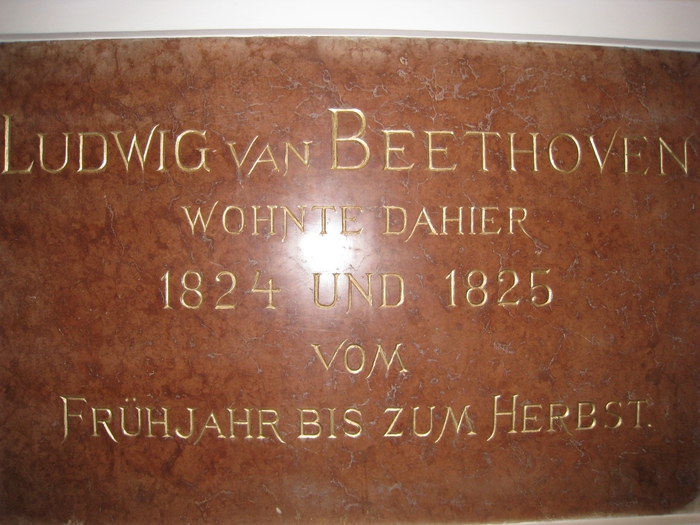 LUDWIG VAN BEETHOVEN
WOHNTE DAHIER
1824 UND 1825
VOM
FRÜHJAHR BIS ZUM HERBST.